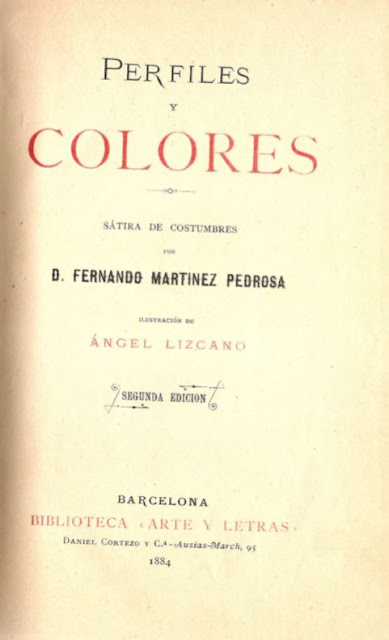 PERFILES
Y
COLORES
SÁTIRA DE COSTUMBRES
POR
D. FERNANDO MARTINEZ PEDROSA
ILUSTRACIÓN DE
ÁNGEL LIZCANO
SEGUNDA EDICION
BARCELONA
BIBLIOTECA «ARTE Y LETRAS»
DANIEL CORTEZO Y C.ª-Ausias-March, 95
1884